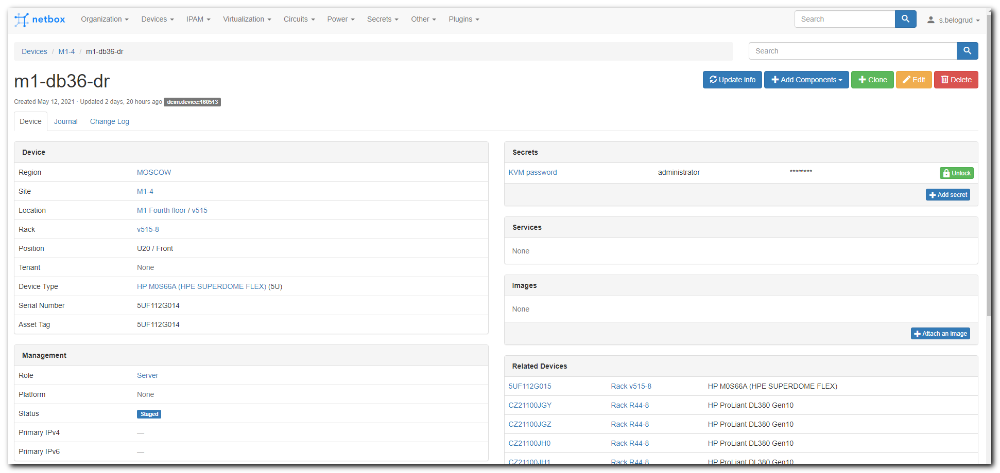 netbox Organization Devices IPAM Virtualization Circuits Power Secrets Other Plugins Search s.belogrud
Devices / M1-4 / m1-db36-dr Search
m1-db36-dr Update info Add Components Clone Edit Delete
Created May 12, 2021 · Updated 2 days, 20 hours ago dcim.device:160513
Device Journal Change Log
Device
Region MOSCOW
Site M1-4
Location M1 Fourth floor / v515
Rack v515-8
Position U20 / Front
Tenant None
Device Type HP M0S66A (HPE SUPERDOME FLEX) (5U)
Serial Number 5UF112G014
Asset Tag 5UF112G014
Management
Role Server
Platform None
Status Staged
Primary IPv4 —
Primary IPv6 —
Secrets
KVM password administrator ******** Unlock
Add secret
Services
None
Images
None
Attach an image
Related Devices
5UF112G015 Rack v515-8 HP M0S66A (HPE SUPERDOME FLEX)
CZ21100JGY Rack R44-8 HP ProLiant DL380 Gen10
CZ21100JGZ Rack R44-8 HP ProLiant DL380 Gen10
CZ21100JH0 Rack R44-8 HP ProLiant DL380 Gen10
CZ21100JH1 Rack R44-8 HP ProLiant DL380 Gen10